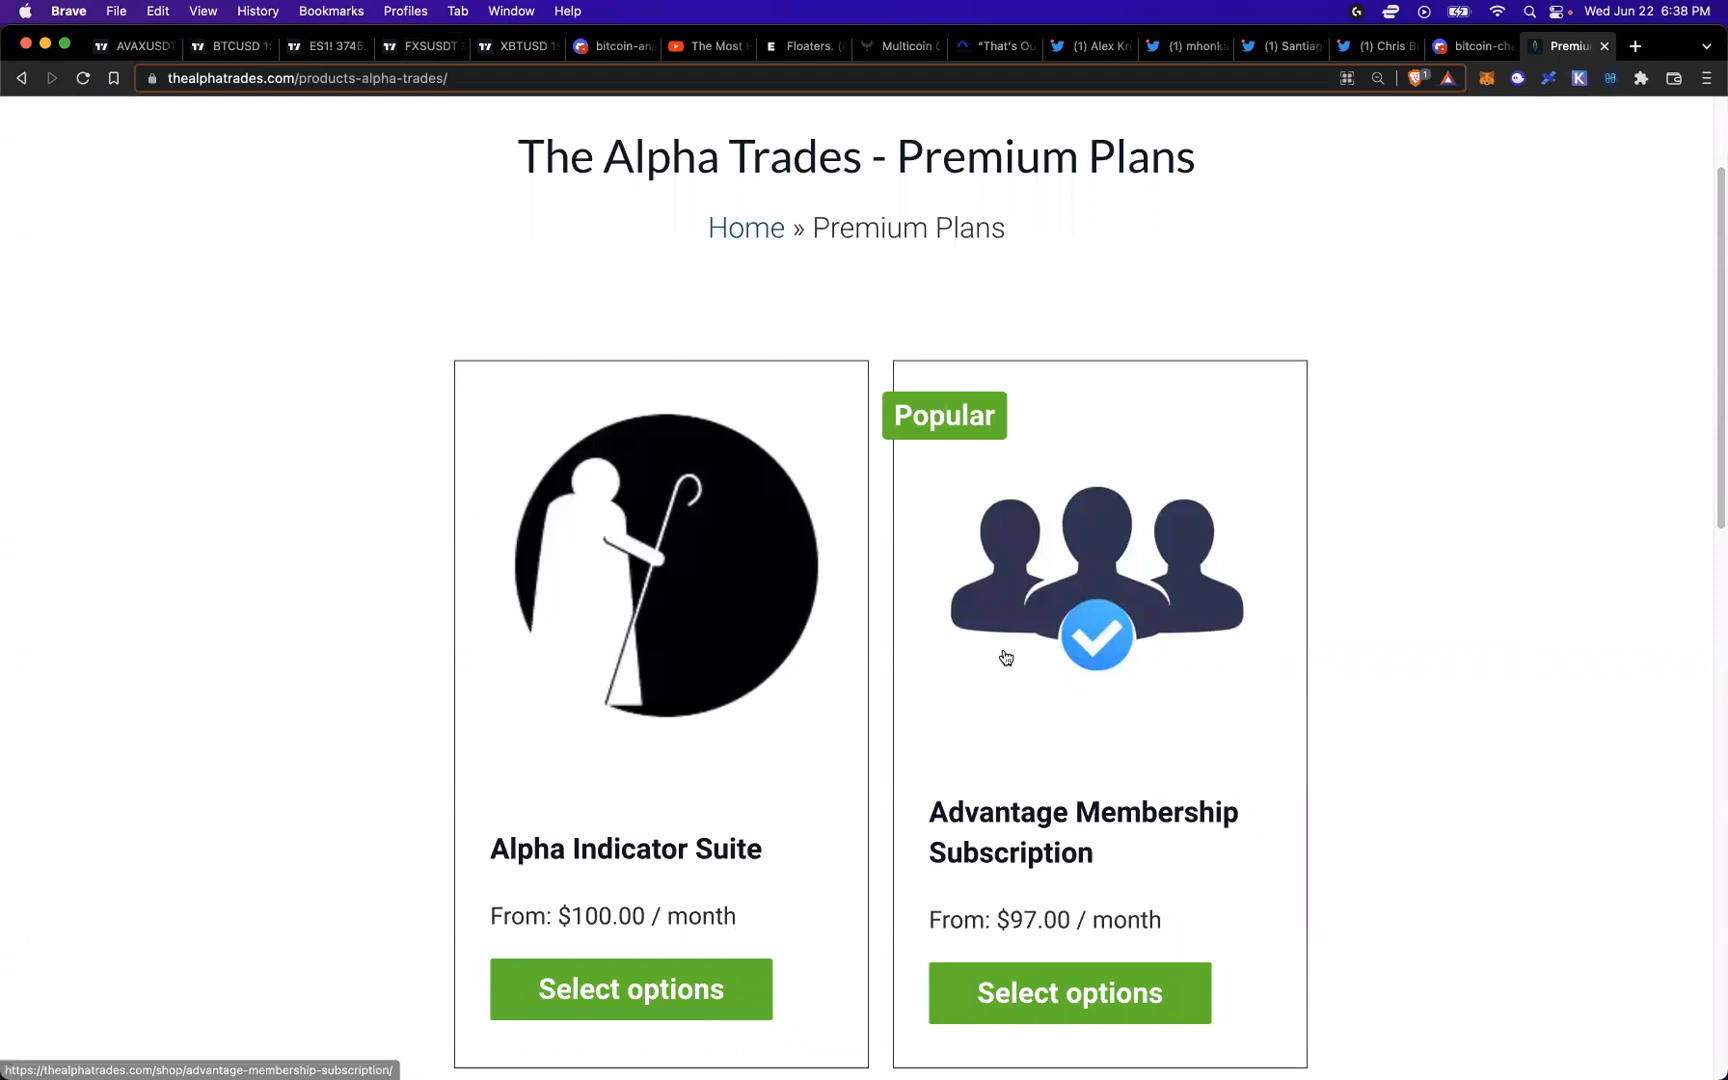 Brave File Edit View History Bookmarks Profiles Tab Window Help Wed Jun 22 6:38 PM
AVAXUSDT BTCUSD 1 ES1! 3746. FXSUSDT XBTUSD 1 bitcoin-an The Most Floaters. ( Multicoin "That's Ou (1) Alex Kr (1) mhonk (1) Santiag (1) Chris B bitcoin-ch Premiu
thealphatrades.com/products-alpha-trades/
The Alpha Trades - Premium Plans
Home » Premium Plans
Popular
Alpha Indicator Suite
From: $100.00 / month
Select options
Advantage Membership
Subscription
From: $97.00 / month
Select options
https://thealphatrades.com/shop/advantage-membership-subscription/